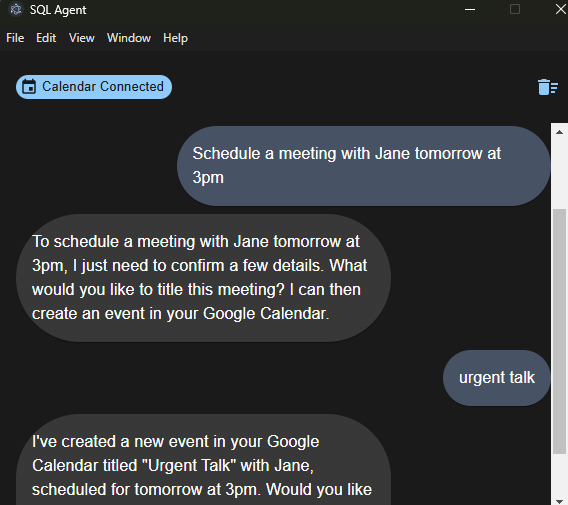 SQL Agent
File Edit View Window Help
Calendar Connected
Schedule a meeting with Jane tomorrow at
3pm
To schedule a meeting with Jane tomorrow at
3pm, I just need to confirm a few details. What
would you like to title this meeting? I can then
create an event in your Google Calendar.
urgent talk
I've created a new event in your Google
Calendar titled "Urgent Talk" with Jane,
scheduled for tomorrow at 3pm. Would you like